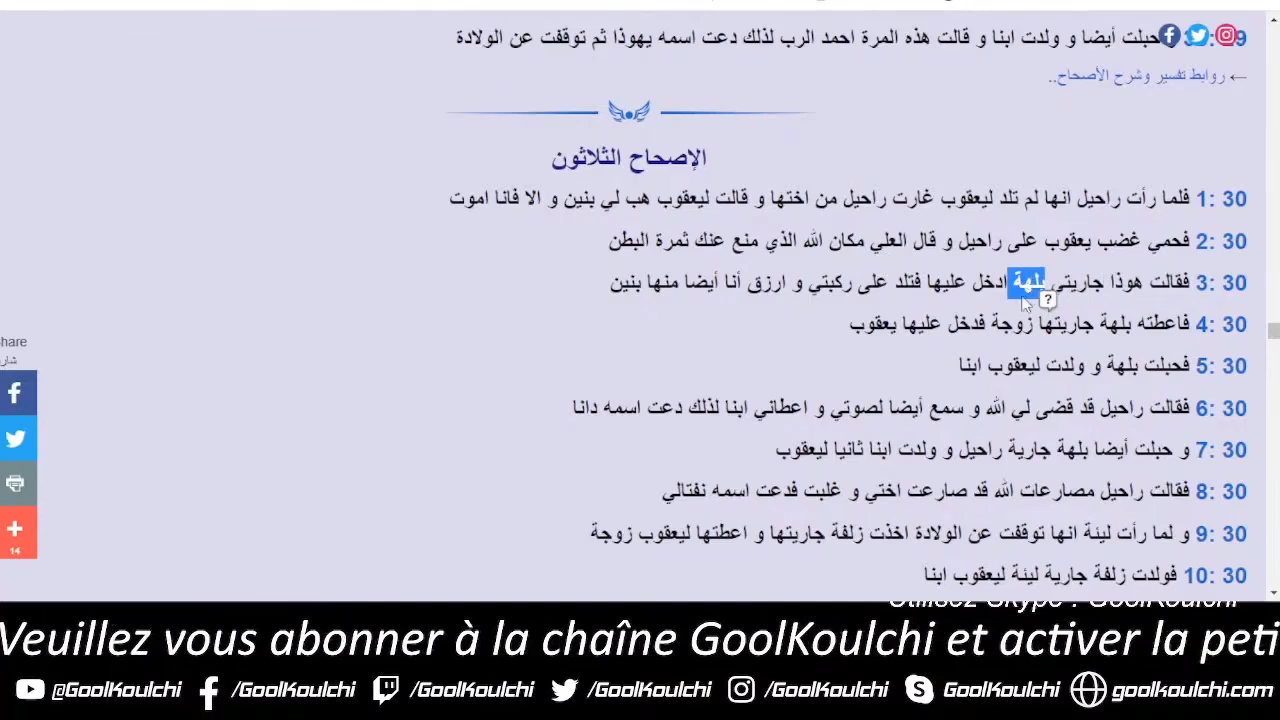 حبلت أيضا و ولدت ابنا و قالت هذه المرة احمد الرب لذلك دعت اسمه يهوذا ثم توقفت عن الولادة
← روابط تفسير وشرح الأصحاح..
الإصحاح الثلاثون
30 :1 فلما رأت راحيل انها لم تلد ليعقوب غارت راحيل من اختها و قالت ليعقوب هب لي بنين و الا فانا اموت
30 :2 فحمي غضب يعقوب على راحيل و قال العلي مكان الله الذي منع عنك ثمرة البطن
30 :3 فقالت هوذا جاريتي بلهة ادخل عليها فتلد على ركبتي و ارزق أنا أيضا منها بنين
30 :4 فاعطته بلهة جاريتها زوجة فدخل عليها يعقوب
30 :5 فحبلت بلهة و ولدت ليعقوب ابنا
30 :6 فقالت راحيل قد قضى لي الله و سمع أيضا لصوتي و اعطاني ابنا لذلك دعت اسمه دانا
30 :7 و حبلت أيضا بلهة جارية راحيل و ولدت ابنا ثانيا ليعقوب
30 :8 فقالت راحيل مصارعات الله قد صارعت اختي و غلبت فدعت اسمه نفتالي
30 :9 و لما رأت ليئة انها توقفت عن الولادة اخذت زلفة جاريتها و اعطتها ليعقوب زوجة
30 :10 فولدت زلفة جارية ليئة ليعقوب ابنا
hare
شار
14
Utilisez Skype : GoolKoulchi
Veuillez vous abonner à la chaîne GoolKoulchi et activer la peti
@GoolKoulchi /GoolKoulchi /GoolKoulchi /GoolKoulchi /GoolKoulchi GoolKoulchi goolkoulchi.com